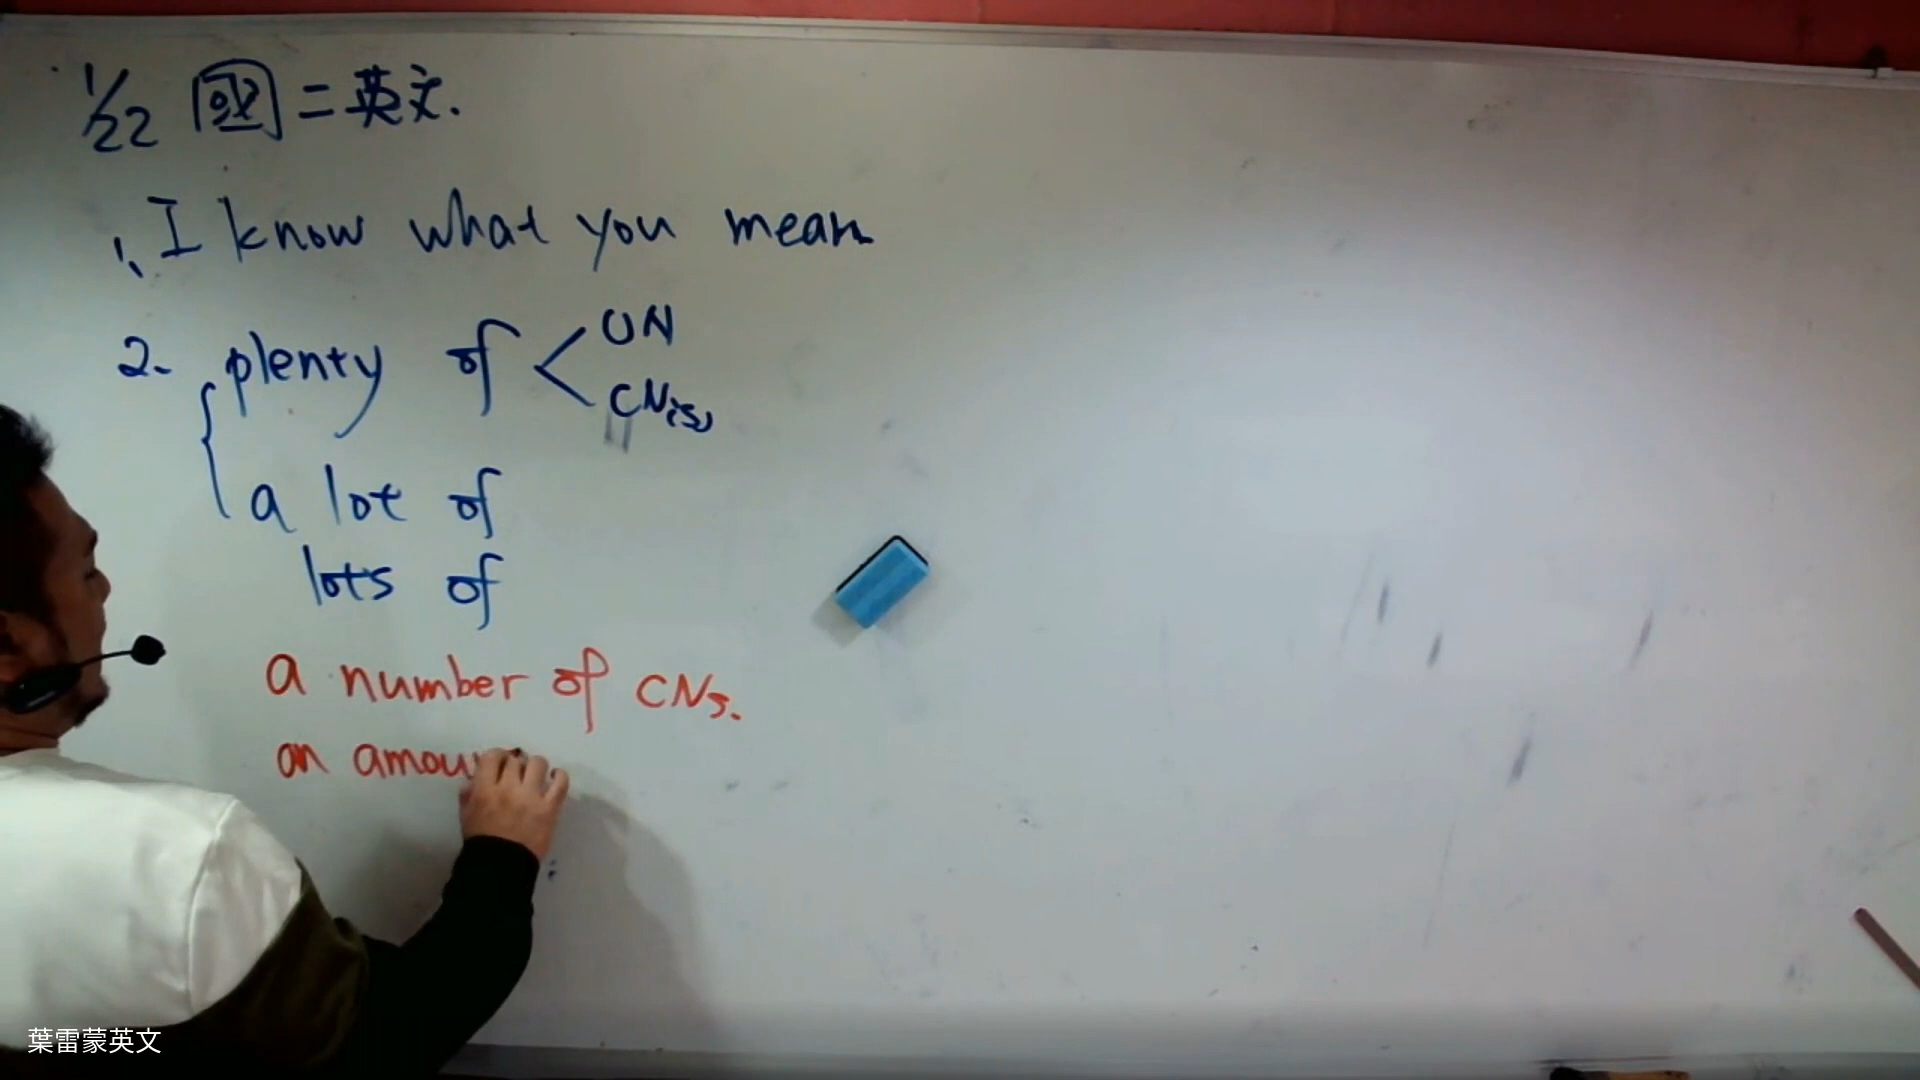 1/22 國二英文.
1. I know what you mean
2. plenty of < UN
CN(s)
a lot of
lots of
a number of CNs.
an amou
葉雷蒙英文